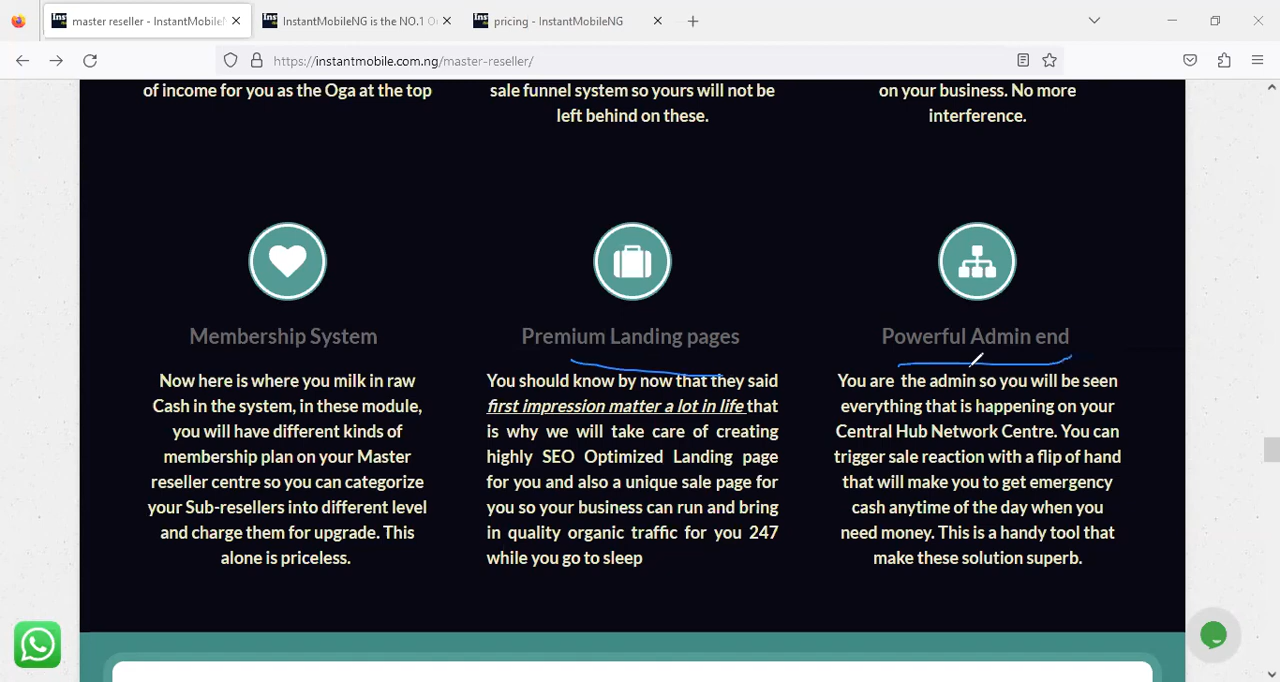 master reseller - InstantMobileN
InstantMobileNG is the NO.1 O
pricing - InstantMobileNG
https://instantmobile.com.ng/master-reseller/
of income for you as the Oga at the top
sale funnel system so yours will not be
left behind on these.
on your business. No more
interference.
Membership System
Now here is where you milk in raw
Cash in the system, in these module,
you will have different kinds of
membership plan on your Master
reseller centre so you can categorize
your Sub-resellers into different level
and charge them for upgrade. This
alone is priceless.
Premium Landing pages
You should know by now that they said
first impression matter a lot in life that
is why we will take care of creating
highly SEO Optimized Landing page
for you and also a unique sale page for
you so your business can run and bring
in quality organic traffic for you 247
while you go to sleep
Powerful Admin end
You are the admin so you will be seen
everything that is happening on your
Central Hub Network Centre. You can
trigger sale reaction with a flip of hand
that will make you to get emergency
cash anytime of the day when you
need money. This is a handy tool that
make these solution superb.